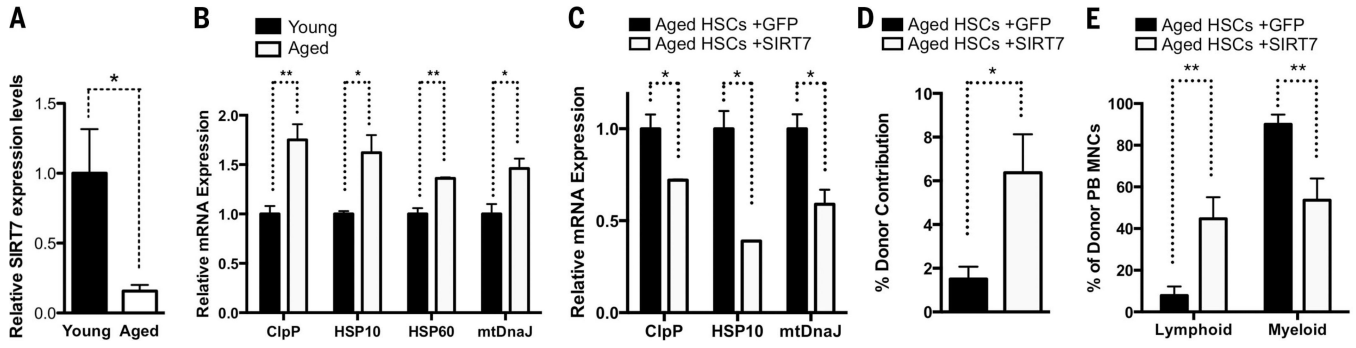 A
*
Relative SIRT7 expression levels
1.5
1.0
0.5
0.0
Young Aged
B
Young
Aged
** * ** *
Relative mRNA Expression
2.0
1.5
1.0
0.5
0.0
ClpP HSP10 HSP60 mtDnaJ
C
Aged HSCs +GFP
Aged HSCs +SIRT7
* * *
Relative mRNA Expression
1.0
0.5
0.0
ClpP HSP10 mtDnaJ
D
Aged HSCs +GFP
Aged HSCs +SIRT7
*
% Donor Contribution
10
8
6
4
2
0
E
Aged HSCs +GFP
Aged HSCs +SIRT7
** **
% of Donor PB MNCs
100
80
60
40
20
0
Lymphoid Myeloid